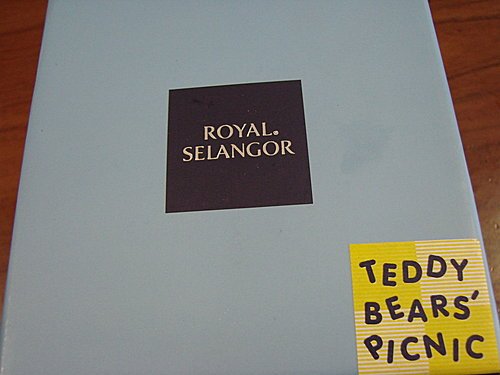 ROYAL.
SELANGOR
TEDDY
BEARS'
PICNIC